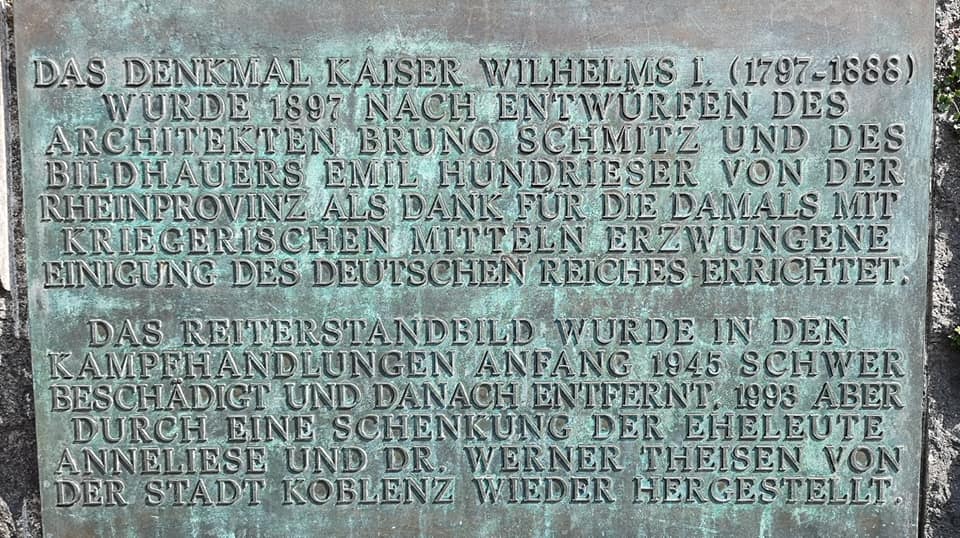 DAS DENKMAL KAISER WILHELMS I. (1797-1888)
WURDE 1897 NACH ENTWÜRFEN DES
ARCHITEKTEN BRUNO SCHMITZ UND DES
BILDHAUERS EMIL HUNDRIESER VON DER
RHEINPROVINZ ALS DANK FÜR DIE DAMALS MIT
KRIEGERISCHEN MITTELN ERZWUNGENE
EINIGUNG DES DEUTSCHEN REICHES ERRICHTET.
DAS REITERSTANDBILD WURDE IN DEN
KAMPFHANDLUNGEN ANFANG 1945 SCHWER
BESCHÄDIGT UND DANACH ENTFERNT, 1993 ABER
DURCH EINE SCHENKUNG DER EHELEUTE
ANNELIESE UND DR. WERNER THEISEN VON
DER STADT KOBLENZ WIEDER HERGESTELLT.